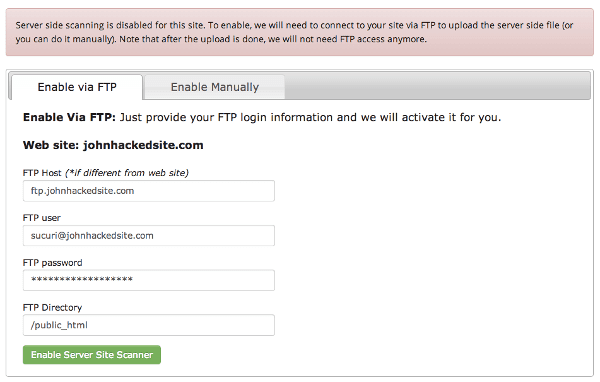 Server side scanning is disabled for this site. To enable, we will need to connect to your site via FTP to upload the server side file (or
you can do it manually). Note that after the upload is done, we will not need FTP access anymore.
Enable via FTP
Enable Manually
Enable Via FTP: Just provide your FTP login information and we will activate it for you.
Web site: johnhackedsite.com
FTP Host (*if different from web site)
ftp.johnhackedsite.com
FTP user
sucuri@johnhackedsite.com
FTP password
******************
FTP Directory
/public_html
Enable Server Site Scanner